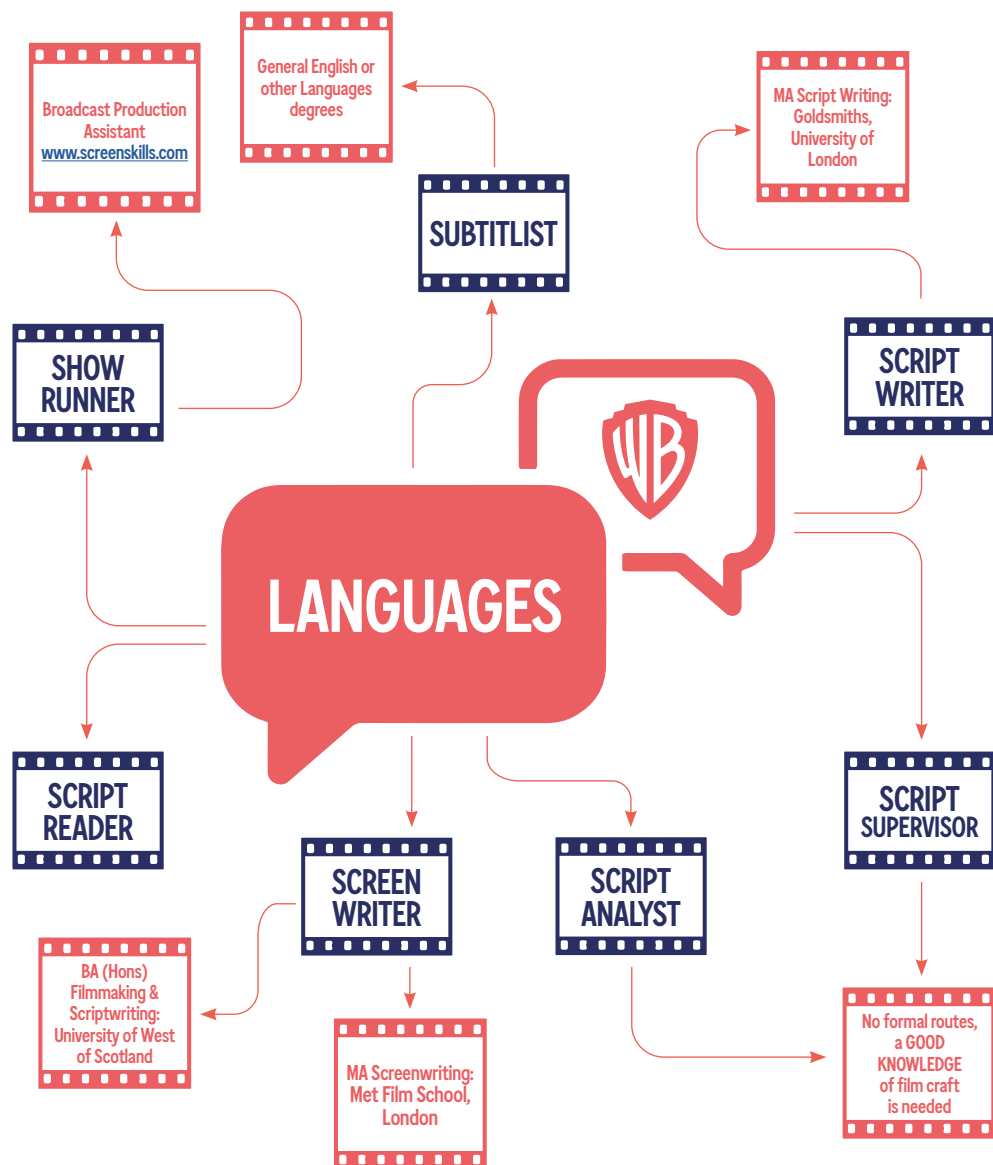 Broadcast Production
Assistant
www.screenskills.com
General English or
other Languages
degrees
MA Script Writing:
Goldsmiths,
University of
London
SUBTITLIST
SHOW
RUNNER
SCRIPT
WRITER
WB
LANGUAGES
SCRIPT
READER
SCREEN
WRITER
SCRIPT
ANALYST
SCRIPT
SUPERVISOR
BA (Hons)
Filmmaking &
Scriptwriting:
University of West
of Scotland
MA Screenwriting:
Met Film School,
London
No formal routes,
a GOOD
KNOWLEDGE
of film craft
is needed